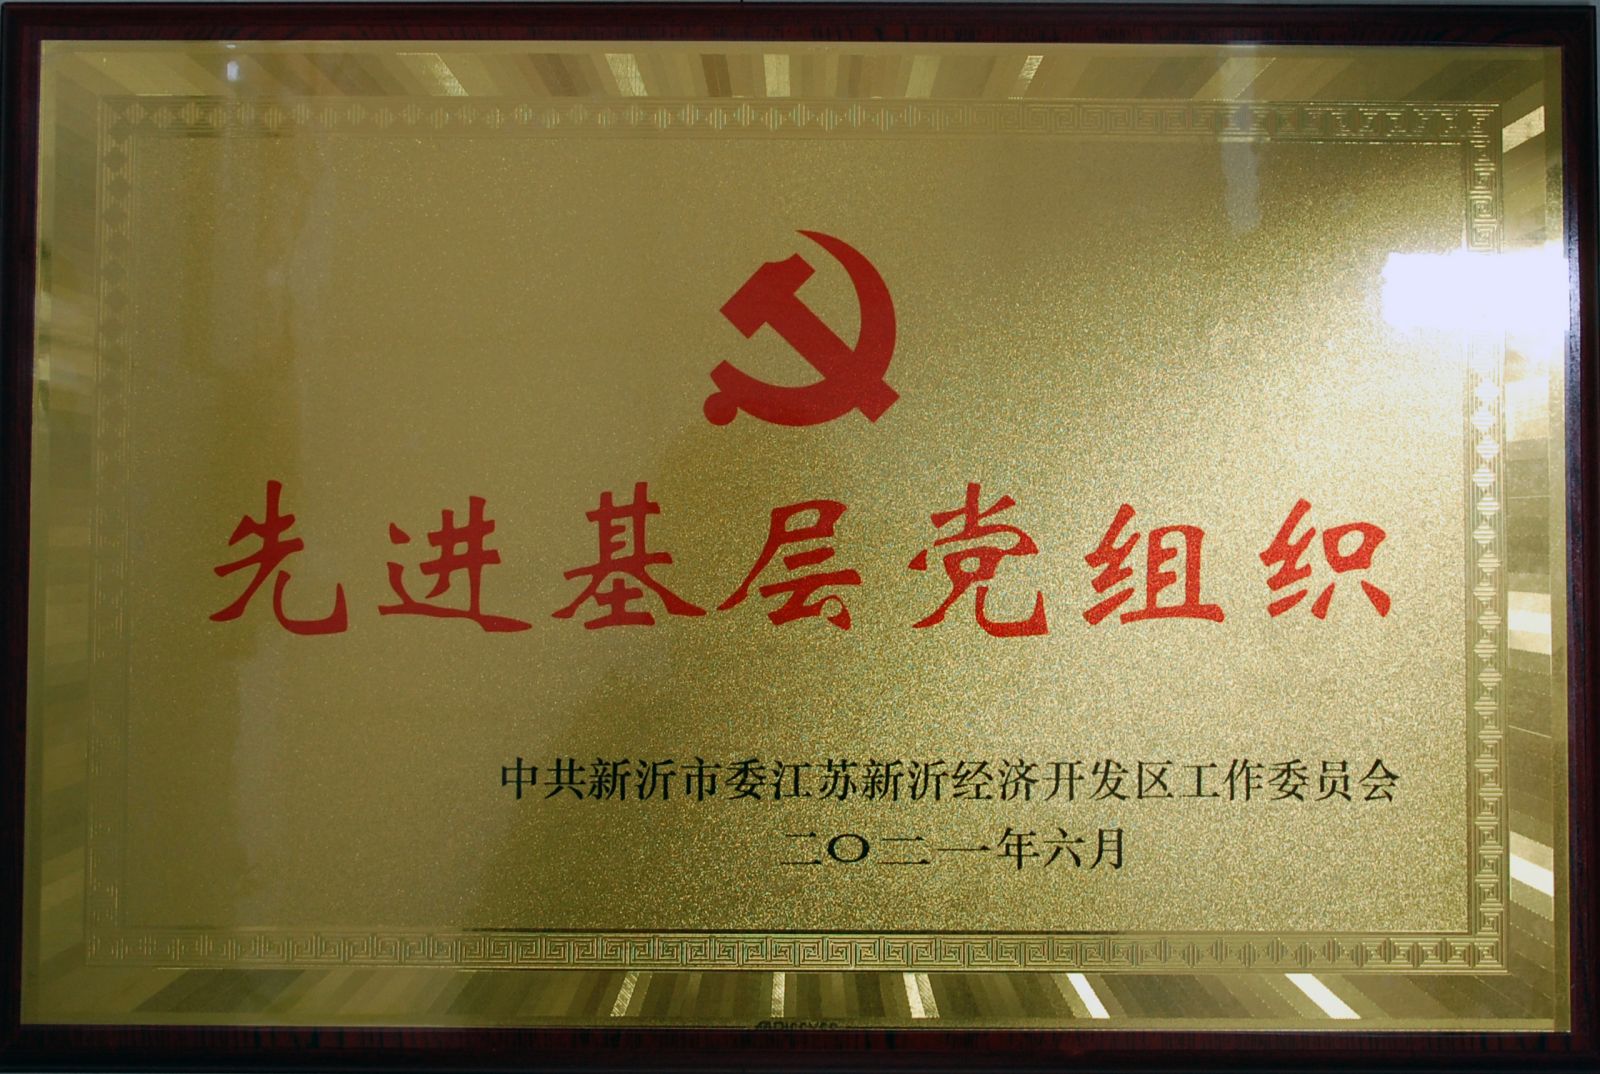 先进基层党组织
中共新沂市委江苏新沂经济开发区工作委员会
二〇二一年六月